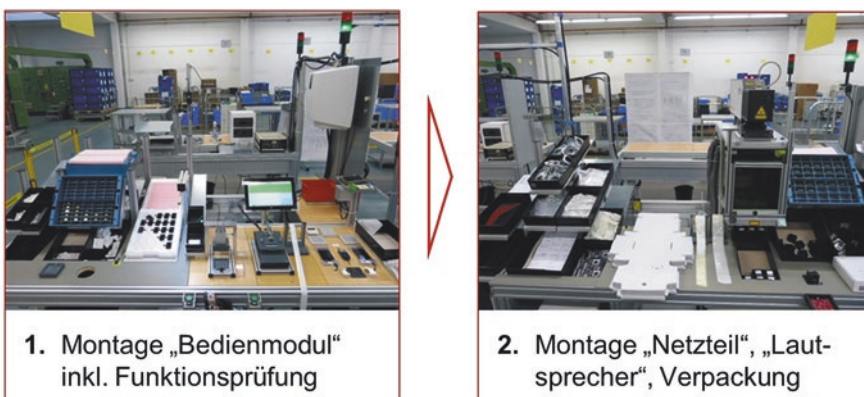 1. Montage „Bedienmodul“
inkl. Funktionsprüfung
2. Montage „Netzteil“, „Laut-
sprecher“, Verpackung